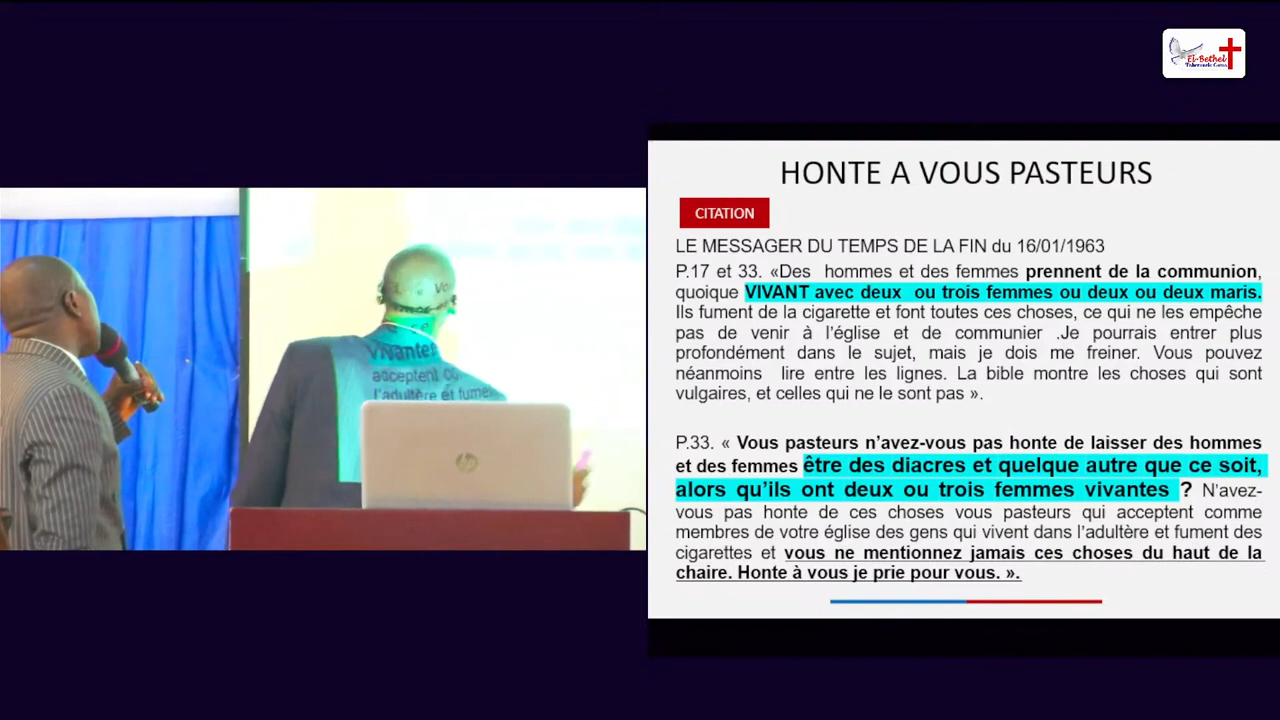 El-Bethel
HONTE A VOUS PASTEURS
CITATION
LE MESSAGER DU TEMPS DE LA FIN du 16/01/1963
P.17 et 33. «Des hommes et des femmes prennent de la communion,
quoique VIVANT avec deux ou trois femmes ou deux ou deux maris.
Ils fument de la cigarette et font toutes ces choses, ce qui ne les empêche
pas de venir à l’église et de communier .Je pourrais entrer plus
profondément dans le sujet, mais je dois me freiner. Vous pouvez
néanmoins lire entre les lignes. La bible montre les choses qui sont
vulgaires, et celles qui ne le sont pas ».
P.33. « Vous pasteurs n’avez-vous pas honte de laisser des hommes
et des femmes être des diacres et quelque autre que ce soit,
alors qu’ils ont deux ou trois femmes vivantes ? N’avez-
vous pas honte de ces choses vous pasteurs qui acceptent comme
membres de votre église des gens qui vivent dans l’adultère et fument des
cigarettes et vous ne mentionnez jamais ces choses du haut de la
chaire. Honte à vous je prie pour vous. ».
Vivantes
acceptent
l’adultère et fument
hp